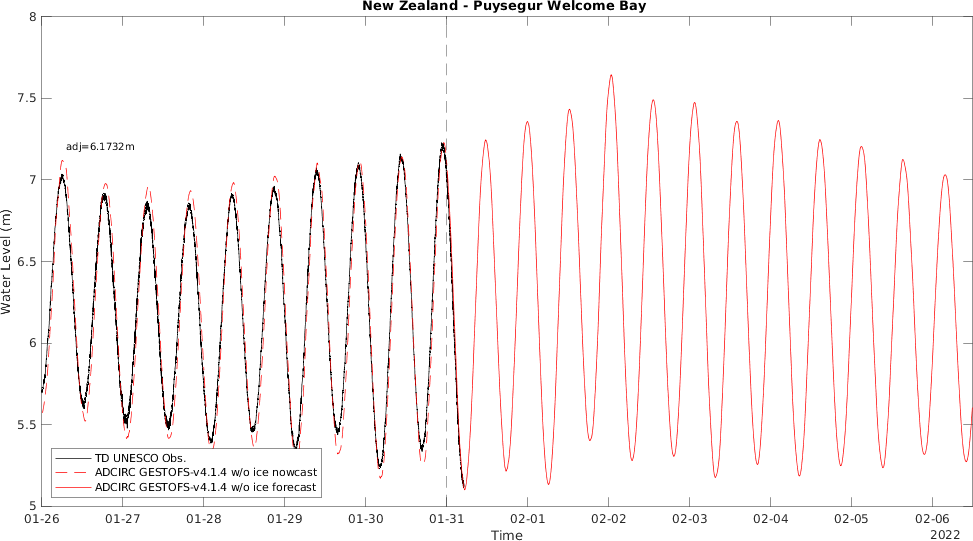 New Zealand - Puysegur Welcome Bay
8
7.5
adj=6.1732m
7
6.5
Water Level (m)
6
5.5
TD UNESCO Obs.
ADCIRC GESTOFS-v4.1.4 w/o ice nowcast
ADCIRC GESTOFS-v4.1.4 w/o ice forecast
5
01-26 01-27 01-28 01-29 01-30 01-31 02-01 02-02 02-03 02-04 02-05 02-06
Time 2022